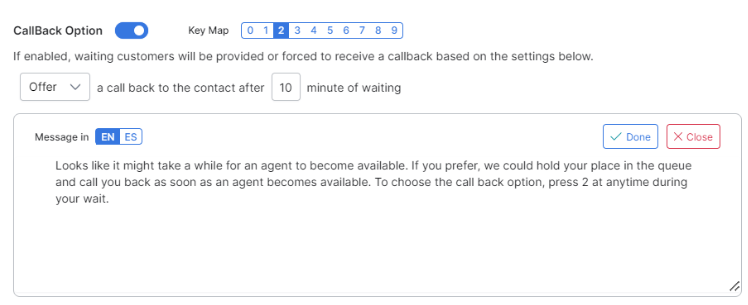 CallBack Option Key Map 0 1 2 3 4 5 6 7 8 9
If enabled, waiting customers will be provided or forced to receive a callback based on the settings below.
Offer a call back to the contact after 10 minute of waiting
Message in EN ES Done Close
Looks like it might take a while for an agent to become available. If you prefer, we could hold your place in the queue
and call you back as soon as an agent becomes available. To choose the call back option, press 2 at anytime during
your wait.